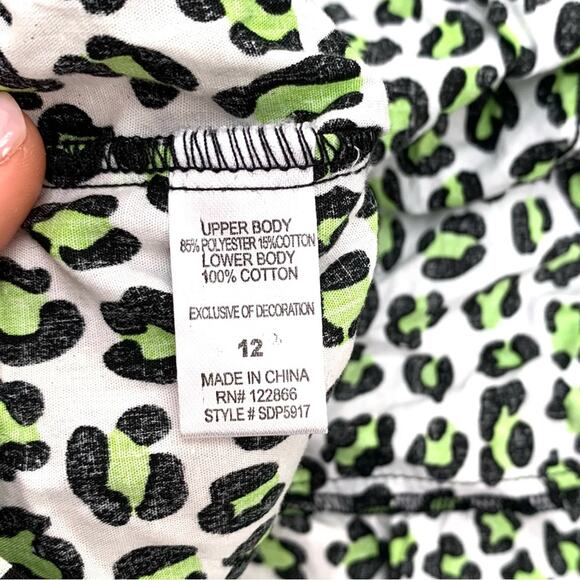 UPPER BODY
85% POLYESTER 15%COTTON
LOWER BODY
100% COTTON
EXCLUSIVE OF DECORATION
12
MADE IN CHINA
RN# 122866
STYLE # SDP5917